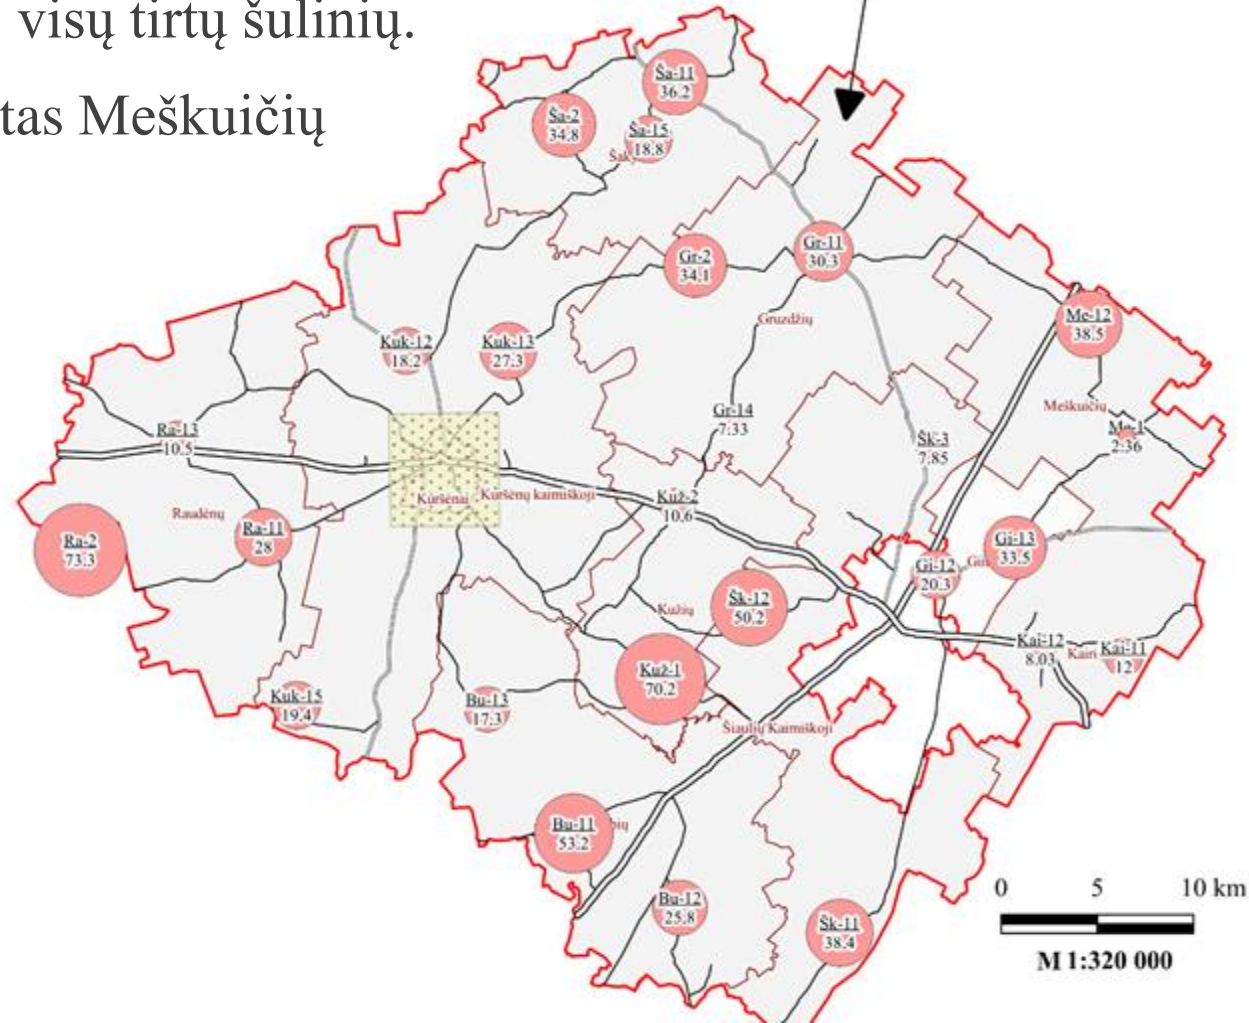 visų tirtų šulinių.
tas Meškuičių
Ša-11
36.2
Ša-2
34.8
Ša-15
18.8
Gr-11
30.3
Gr-2
34.1
Gruzdžių
Me-12
38.5
Kuk-12
18.2
Kuk-13
27.3
Meškuičių
Gr-14
7.33
Me-1
2.36
Ra-13
10.5
Šk-3
7.85
Kuršėnai
Kuršėnų kaimiškoji
Kuž-2
10.6
Raudėnų
Ra-11
28
Ra-2
73.3
Gi-13
33.5
Gi-12
20.3
Šk-12
50.2
Kužių
Kai-12
8.03
Kairi
Kai-11
12
Kuž-1
70.2
Kuk-15
19.4
Bu-13
17.3
Šiaulių Kaimiškoji
Bu-11
53.2
Bu-12
25.8
Šk-11
38.4
0 5 10 km
M 1:320 000